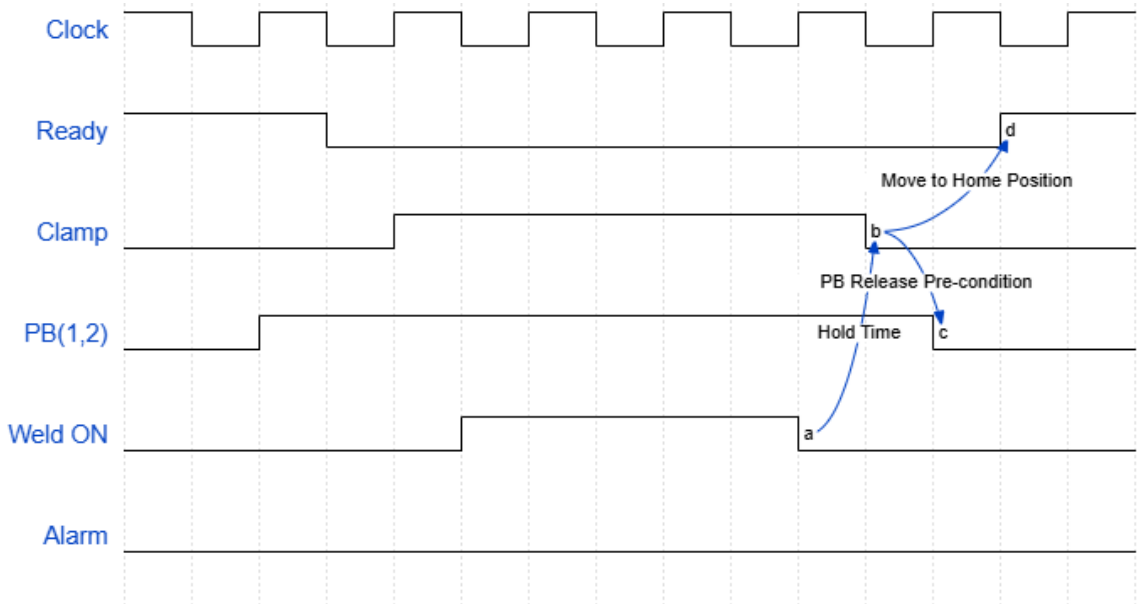 Clock
Ready
d
Move to Home Position
Clamp
b
PB Release Pre-condition
PB(1,2)
Hold Time
c
Weld ON
a
Alarm